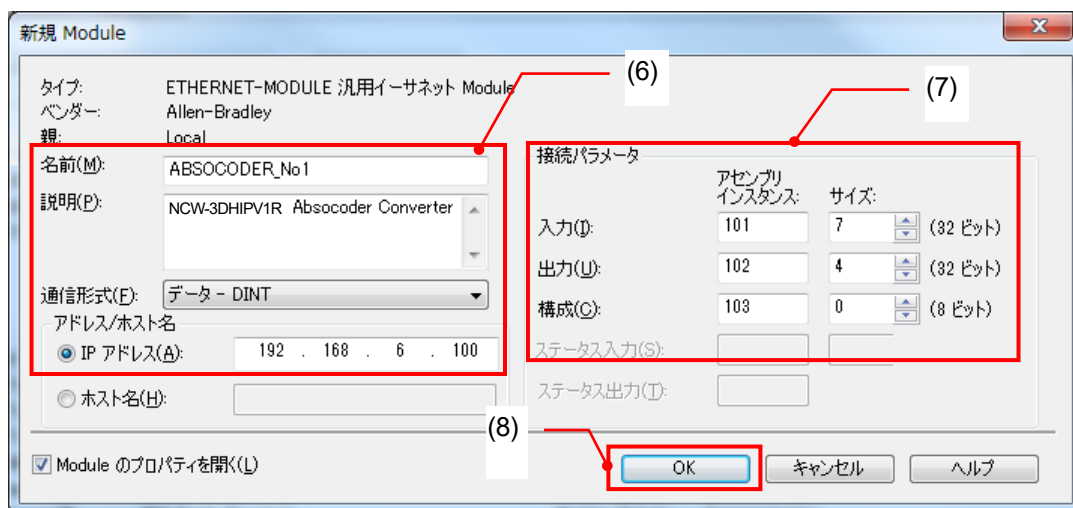 新規 Module
タイプ: ETHERNET-MODULE 汎用イーサネット Module
ベンダー: Allen-Bradley
親: Local
(6)
(7)
名前(M): ABSOCODER_No1
説明(P): NCW-3DHIPV1R Absocoder Converter
通信形式(F): データ - DINT
アドレス/ホスト名
IP アドレス(A): 192 . 168 . 6 . 100
ホスト名(H):
接続パラメータ
アセンブリ
インスタンス: サイズ:
入力(I): 101 7 (32 ビット)
出力(U): 102 4 (32 ビット)
構成(C): 103 0 (8 ビット)
ステータス入力(S):
ステータス出力(T):
(8)
Module のプロパティを開く(L)
OK キャンセル ヘルプ